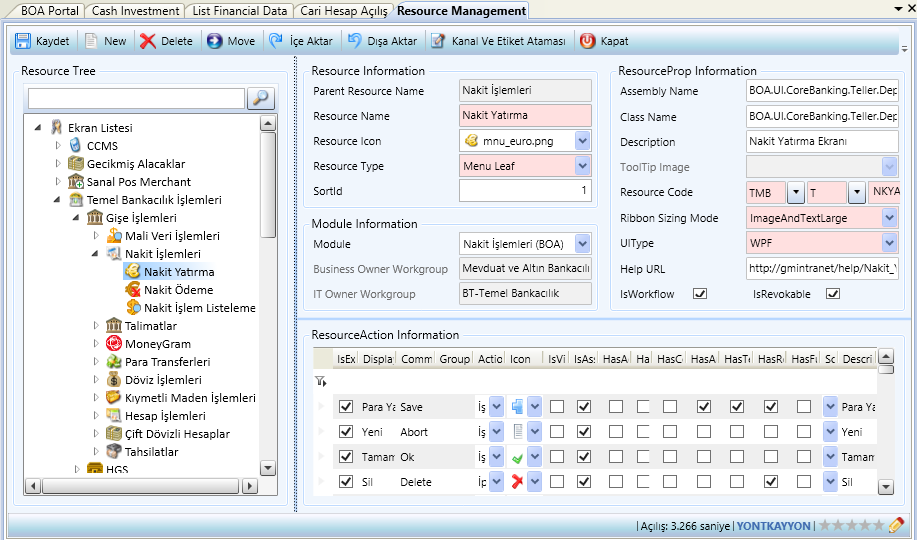 BOA Portal Cash Investment List Financial Data Cari Hesap Açılış Resource Management
Kaydet New Delete Move İçe Aktar Dışa Aktar Kanal Ve Etiket Ataması Kapat
Resource Tree
Ekran Listesi
CCMS
Gecikmiş Alacaklar
Sanal Pos Merchant
Temel Bankacılık İşlemleri
Gişe İşlemleri
Mali Veri İşlemleri
Nakit İşlemleri
Nakit Yatırma
Nakit Ödeme
Nakit İşlem Listeleme
Talimatlar
MoneyGram
Para Transferleri
Döviz İşlemleri
Kıymetli Maden İşlemleri
Hesap İşlemleri
Çift Dövizli Hesaplar
Tahsilatlar
HGS
Resource Information
Parent Resource Name Nakit İşlemleri
Resource Name Nakit Yatırma
Resource Icon mnu_euro.png
Resource Type Menu Leaf
SortId 1
Module Information
Module Nakit İşlemleri (BOA)
Business Owner Workgroup Mevduat ve Altın Bankacılı
IT Owner Workgroup BT-Temel Bankacılık
ResourceProp Information
Assembly Name BOA.UI.CoreBanking.Teller.Dep
Class Name BOA.UI.CoreBanking.Teller.Dep
Description Nakit Yatırma Ekranı
ToolTip Image
Resource Code TMB T NKYA
Ribbon Sizing Mode ImageAndTextLarge
UIType WPF
Help URL http://gmintranet/help/Nakit_Y
IsWorkflow IsRevokable
ResourceAction Information
IsEx Displa Comm Group Actio Icon IsVi IsAs: HasA Ha HasC HasA HasTe HasRe HasFu Sc Descri
Para Ya Save İş Para Ya
Yeni Abort İş Yeni
Tamam Ok İş Tamam
Sil Delete İp Sil
Açılış: 3.266 saniye YONTKAYYON